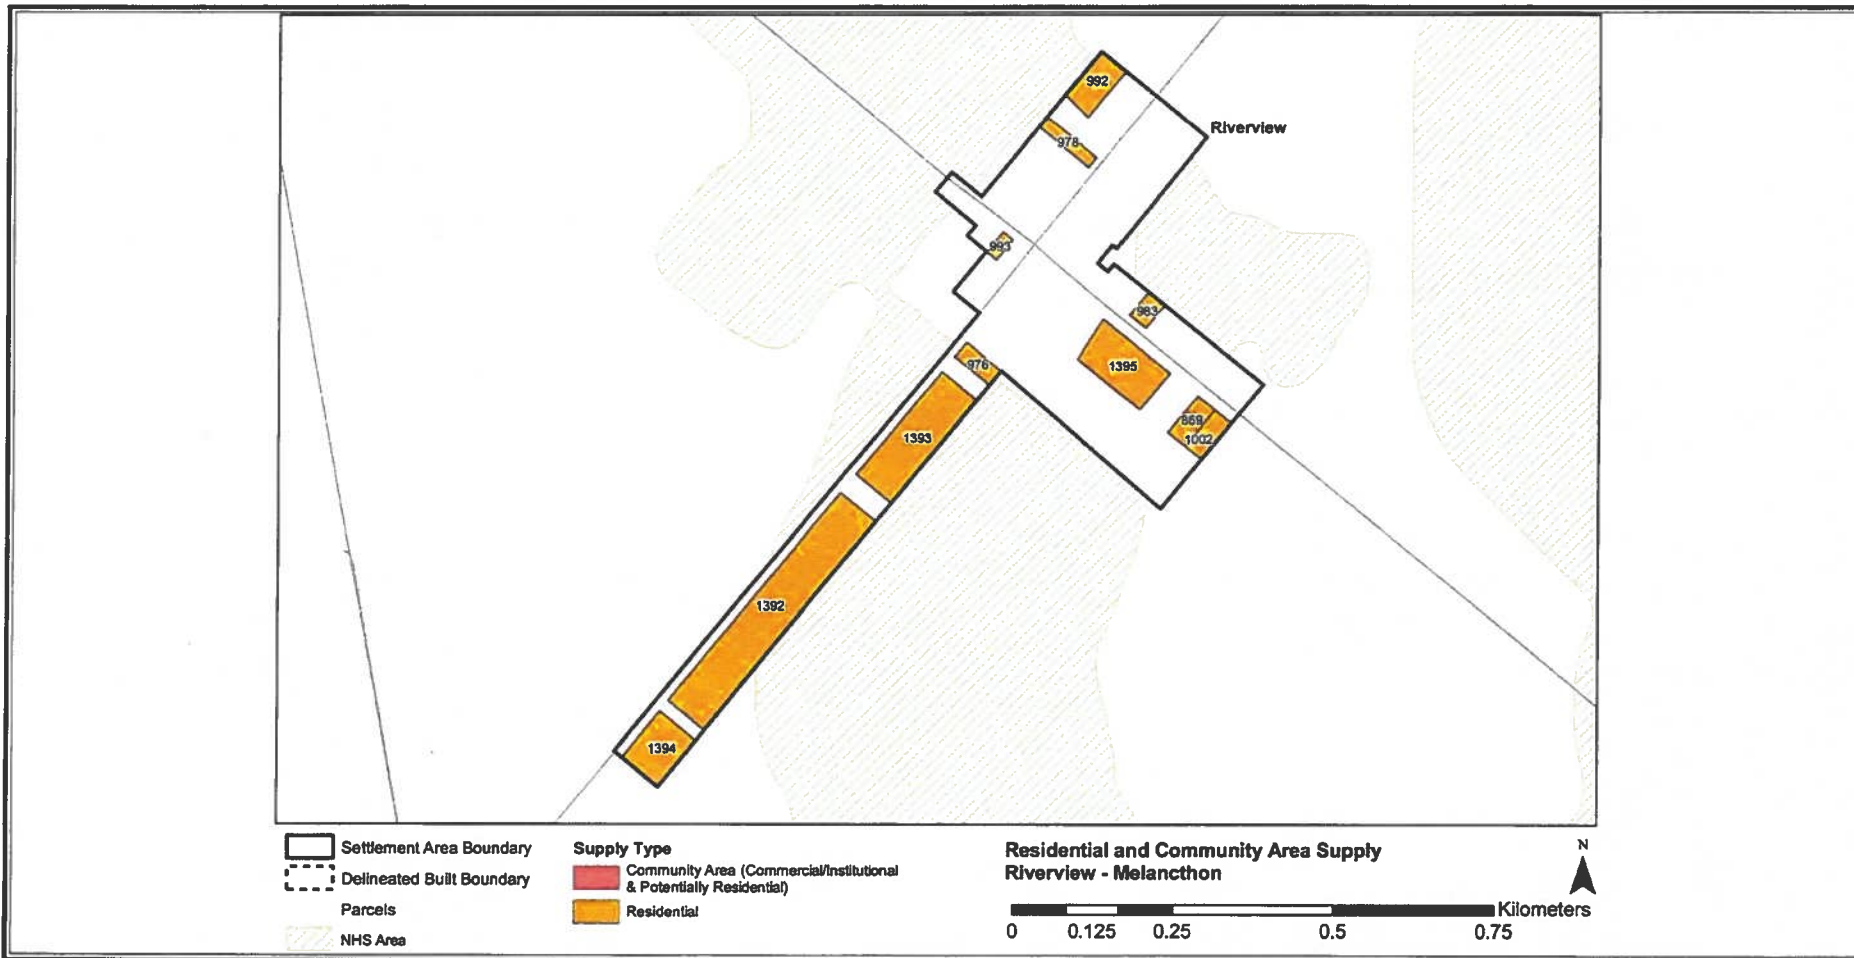 992
Riverview
978
993
983
1395
976
869
1002
1393
1392
1394
Settlement Area Boundary
Delineated Built Boundary
Parcels
NHS Area
Supply Type
Community Area (Commercial/Institutional
& Potentially Residential)
Residential
Residential and Community Area Supply
Riverview - Melancthon
N
Kilometers
0 0.125 0.25 0.5 0.75